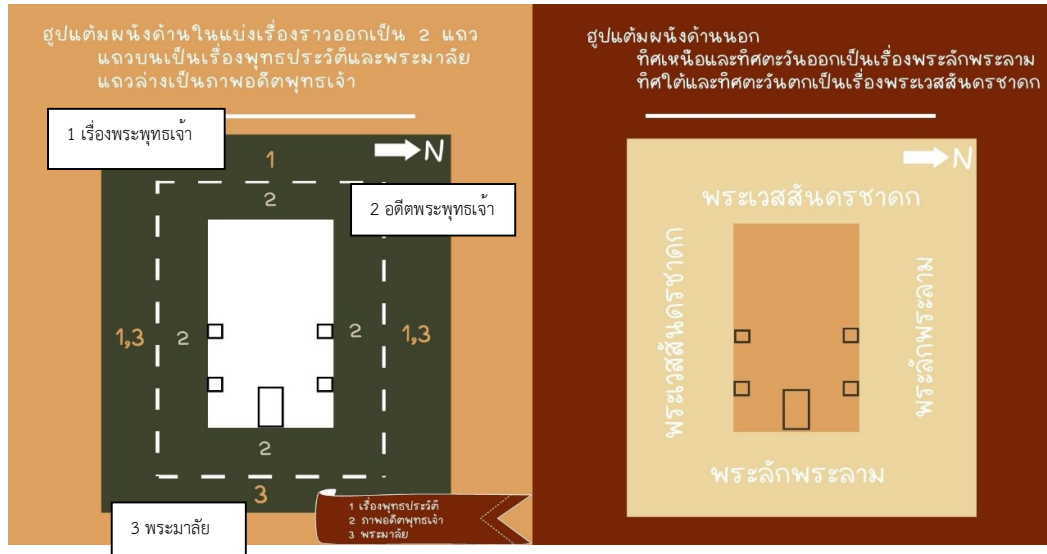 ฮูปแต้มผนังด้านในแบ่งเรื่องราวออกเป็น 2 แถว
แถวบนเป็นเรื่องพุทธประวัติและพระมาลัย
แถวล่างเป็นภาพอดีตพุทธเจ้า
1 เรื่องพระพุทธเจ้า
1
N
2
2 อดีตพระพุทธเจ้า
1,3
2
2
1,3
2
3
3 พระมาลัย
1 เรื่องพุทธประวัติ
2 ภาพอดีตพุทธเจ้า
3 พระมาลัย
ฮูปแต้มผนังด้านนอก
ทิศเหนือและทิศตะวันออกเป็นเรื่องพระลักพระลาม
ทิศใต้และทิศตะวันตกเป็นเรื่องพระเวสสันดรชาดก
N
พระเวสสันดรชาดก
พระเวสสันดรชาดก
พระลักพระลาม
พระลักพระลาม